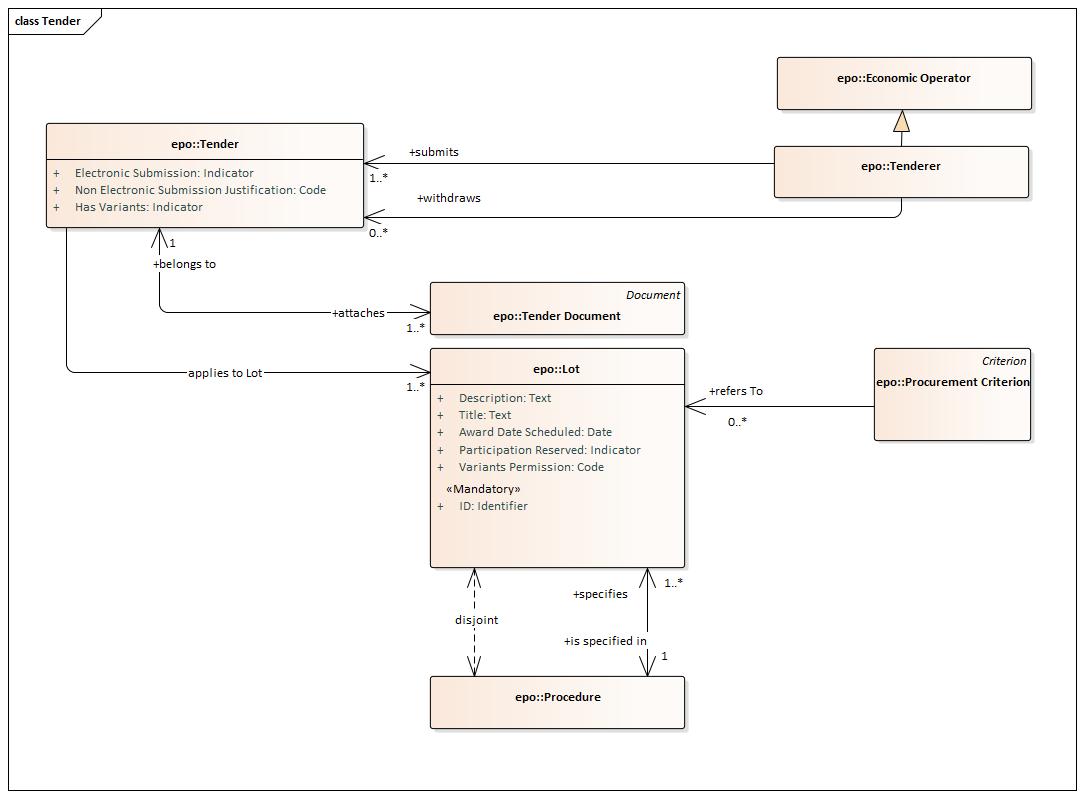 class Tender
epo::Economic Operator
epo::Tender
+ Electronic Submission: Indicator
+ Non Electronic Submission Justification: Code
+ Has Variants: Indicator
+submits
1..*
epo::Tenderer
+withdraws
0..*
1
+belongs to
+attaches
1..*
Document
epo::Tender Document
applies to Lot
1..*
epo::Lot
+ Description: Text
+ Title: Text
+ Award Date Scheduled: Date
+ Participation Reserved: Indicator
+ Variants Permission: Code
«Mandatory»
+ ID: Identifier
+refers To
0..*
Criterion
epo::Procurement Criterion
disjoint
+specifies
1..*
+is specified in
1
epo::Procedure